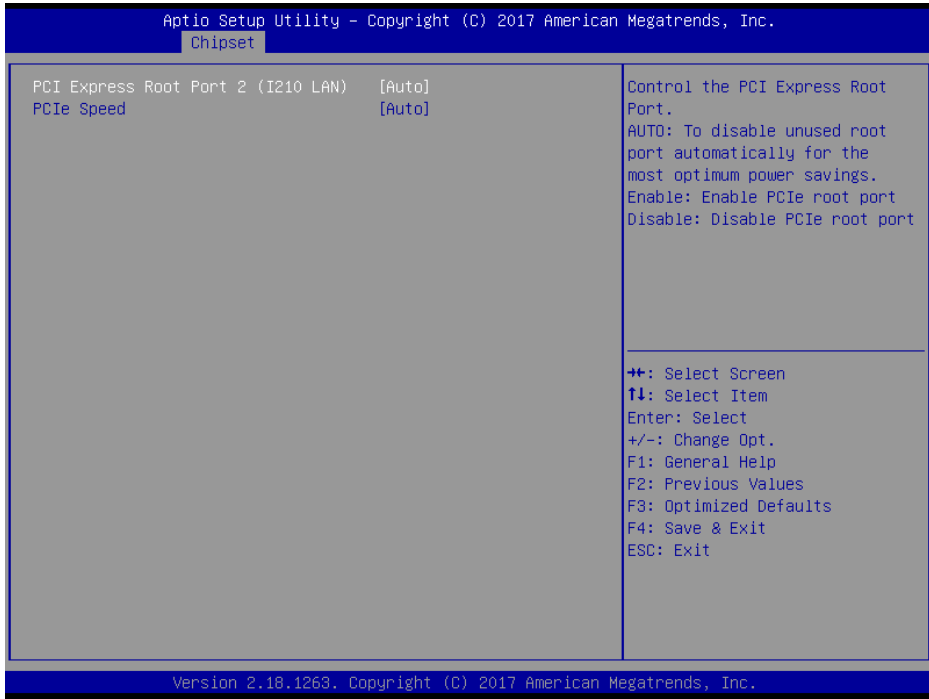 Aptio Setup Utility – Copyright (C) 2017 American Megatrends, Inc.
Chipset
PCI Express Root Port 2 (I210 LAN) [Auto]
PCIe Speed [Auto]
Control the PCI Express Root
Port.
AUTO: To disable unused root
port automatically for the
most optimum power savings.
Enable: Enable PCIe root port
Disable: Disable PCIe root port
→←: Select Screen
↑↓: Select Item
Enter: Select
+/-: Change Opt.
F1: General Help
F2: Previous Values
F3: Optimized Defaults
F4: Save & Exit
ESC: Exit
Version 2.18.1263. Copyright (C) 2017 American Megatrends, Inc.